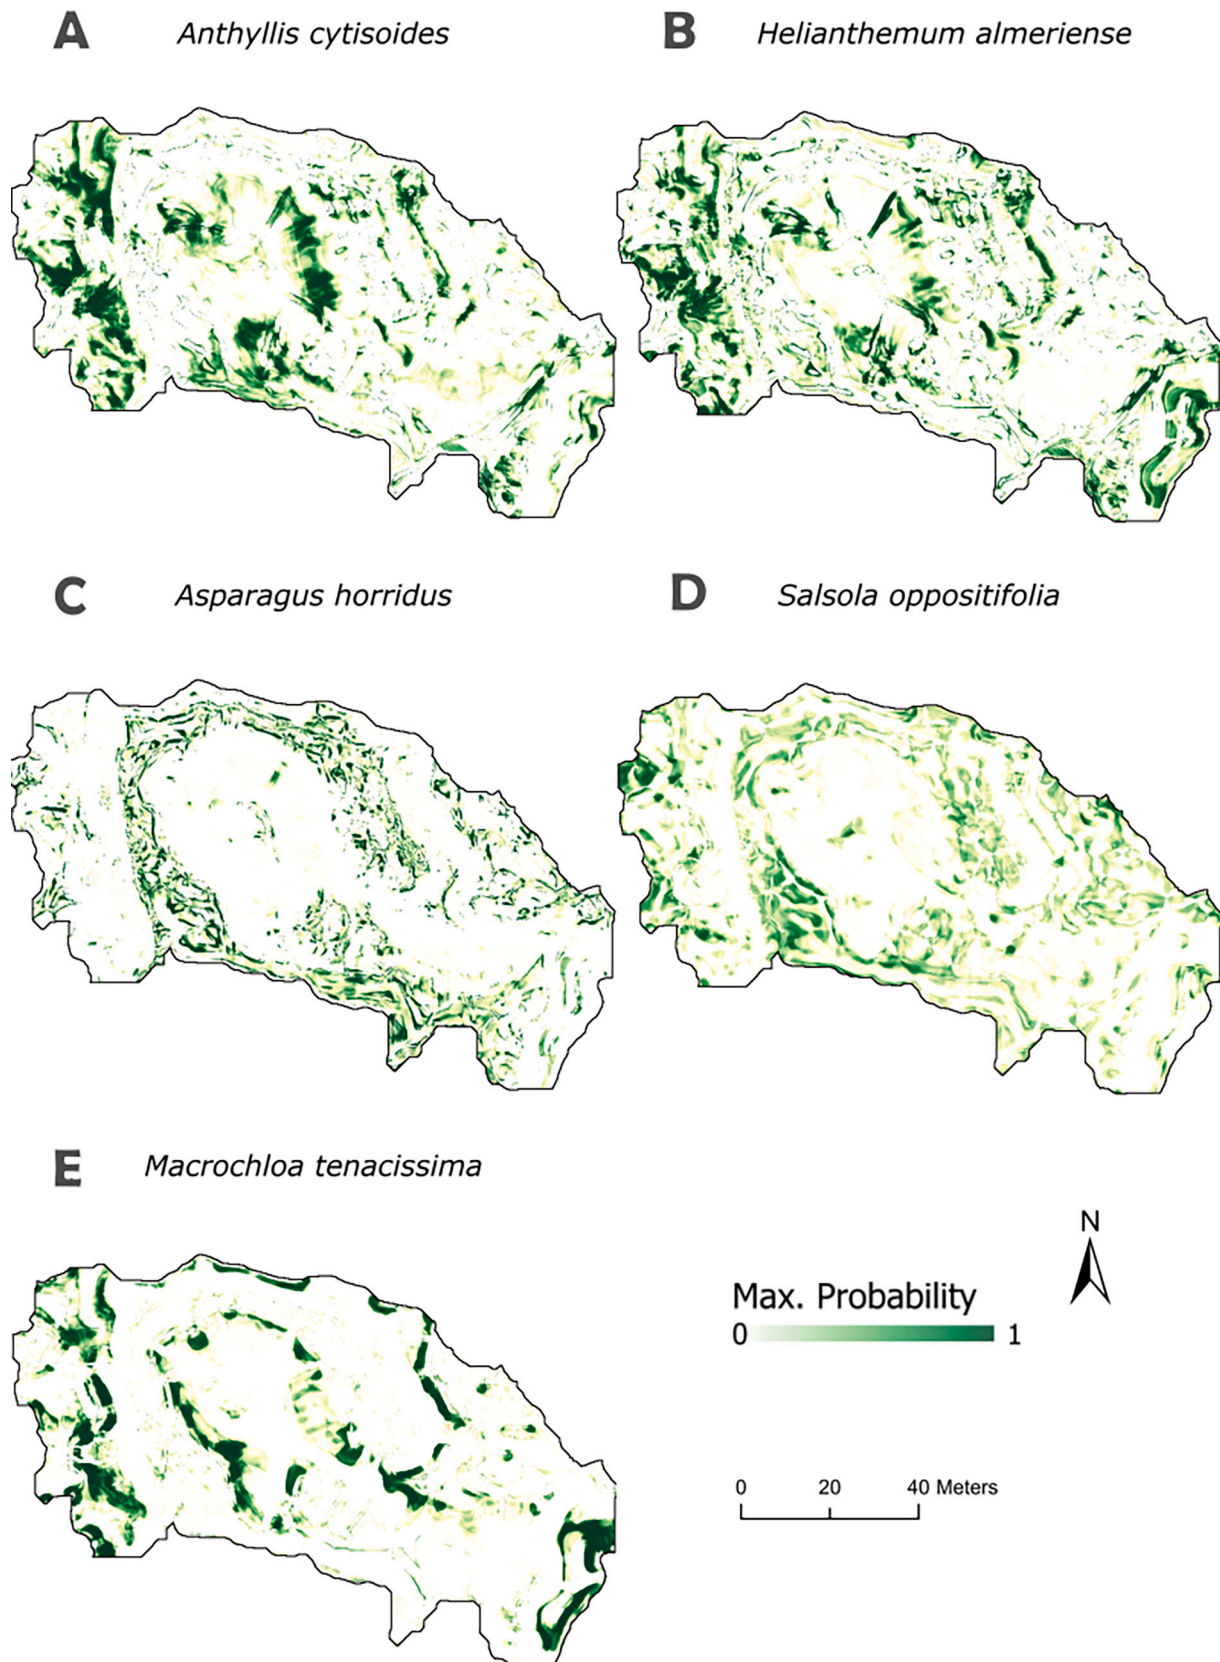 A Anthyllis cytisoides
B Helianthemum almeriense
C Asparagus horridus
D Salsola oppositifolia
E Macrochloa tenacissima
N
Max. Probability
0 1
0 20 40 Meters